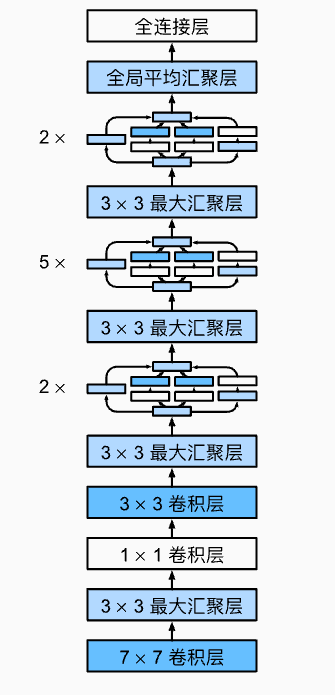 全连接层
全局平均汇聚层
2 ×
3 × 3 最大汇聚层
5 ×
3 × 3 最大汇聚层
2 ×
3 × 3 最大汇聚层
3 × 3 卷积层
1 × 1 卷积层
3 × 3 最大汇聚层
7 × 7 卷积层